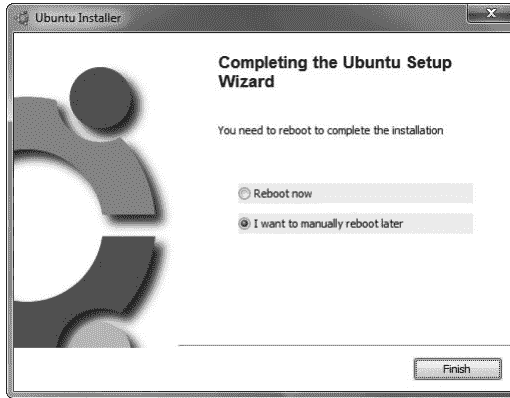 Ubuntu Installer
Completing the Ubuntu Setup
Wizard
You need to reboot to complete the installation
Reboot now
I want to manually reboot later
Finish